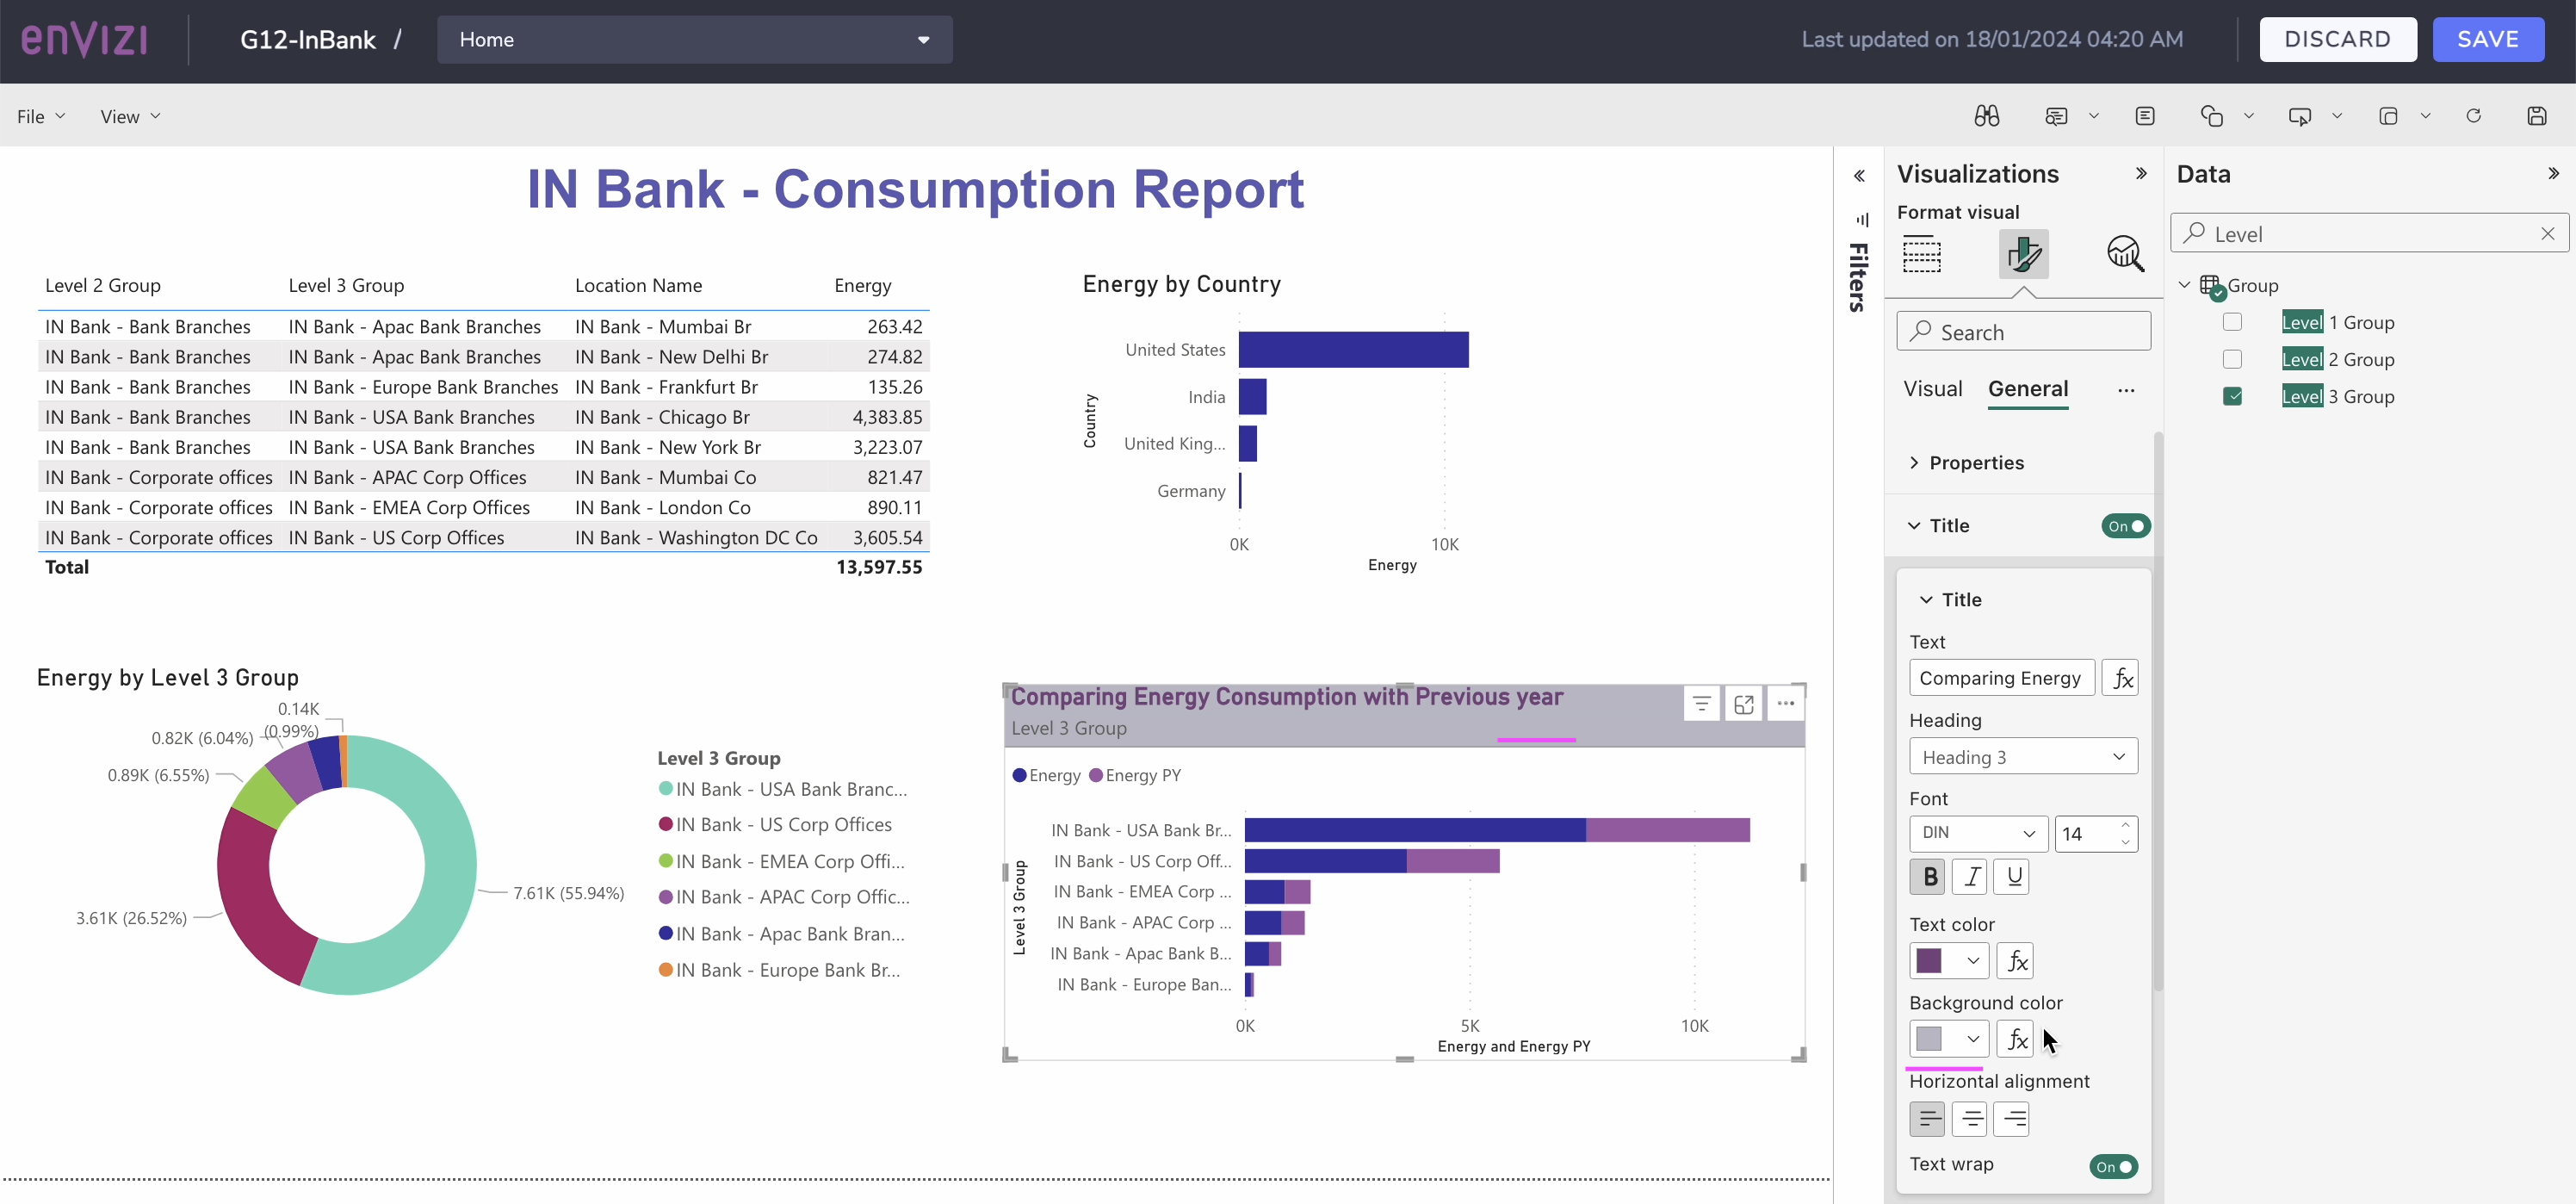 enVIZI
G12-InBank /
Home
Last updated on 18/01/2024 04:20 AM
DISCARD
SAVE
File
View
IN Bank - Consumption Report
Level 2 Group Level 3 Group Location Name Energy
IN Bank - Bank Branches IN Bank - Apac Bank Branches IN Bank - Mumbai Br 263.42
IN Bank - Bank Branches IN Bank - Apac Bank Branches IN Bank - New Delhi Br 274.82
IN Bank - Bank Branches IN Bank - Europe Bank Branches IN Bank - Frankfurt Br 135.26
IN Bank - Bank Branches IN Bank - USA Bank Branches IN Bank - Chicago Br 4,383.85
IN Bank - Bank Branches IN Bank - USA Bank Branches IN Bank - New York Br 3,223.07
IN Bank - Corporate offices IN Bank - APAC Corp Offices IN Bank - Mumbai Co 821.47
IN Bank - Corporate offices IN Bank - EMEA Corp Offices IN Bank - London Co 890.11
IN Bank - Corporate offices IN Bank - US Corp Offices IN Bank - Washington DC Co 3,605.54
Total 13,597.55
Energy by Country
Country
United States
India
United King...
Germany
0K 10K
Energy
Energy by Level 3 Group
0.14K
(0.99%)
0.82K (6.04%)
0.89K (6.55%)
3.61K (26.52%)
7.61K (55.94%)
Level 3 Group
IN Bank - USA Bank Branc...
IN Bank - US Corp Offices
IN Bank - EMEA Corp Offi...
IN Bank - APAC Corp Offic...
IN Bank - Apac Bank Bran...
IN Bank - Europe Bank Br...
Comparing Energy Consumption with Previous year
Level 3 Group
Energy Energy PY
Level 3 Group
IN Bank - USA Bank Br...
IN Bank - US Corp Off...
IN Bank - EMEA Corp ...
IN Bank - APAC Corp ...
IN Bank - Apac Bank B...
IN Bank - Europe Ban...
0K 5K 10K
Energy and Energy PY
Filters
Visualizations
Format visual
Search
Visual General
Properties
Title On
Title
Text
Comparing Energy fx
Heading
Heading 3
Font
DIN 14
B I U
Text color
fx
Background color
fx
Horizontal alignment
Text wrap On
Data
Level
Group
Level 1 Group
Level 2 Group
Level 3 Group